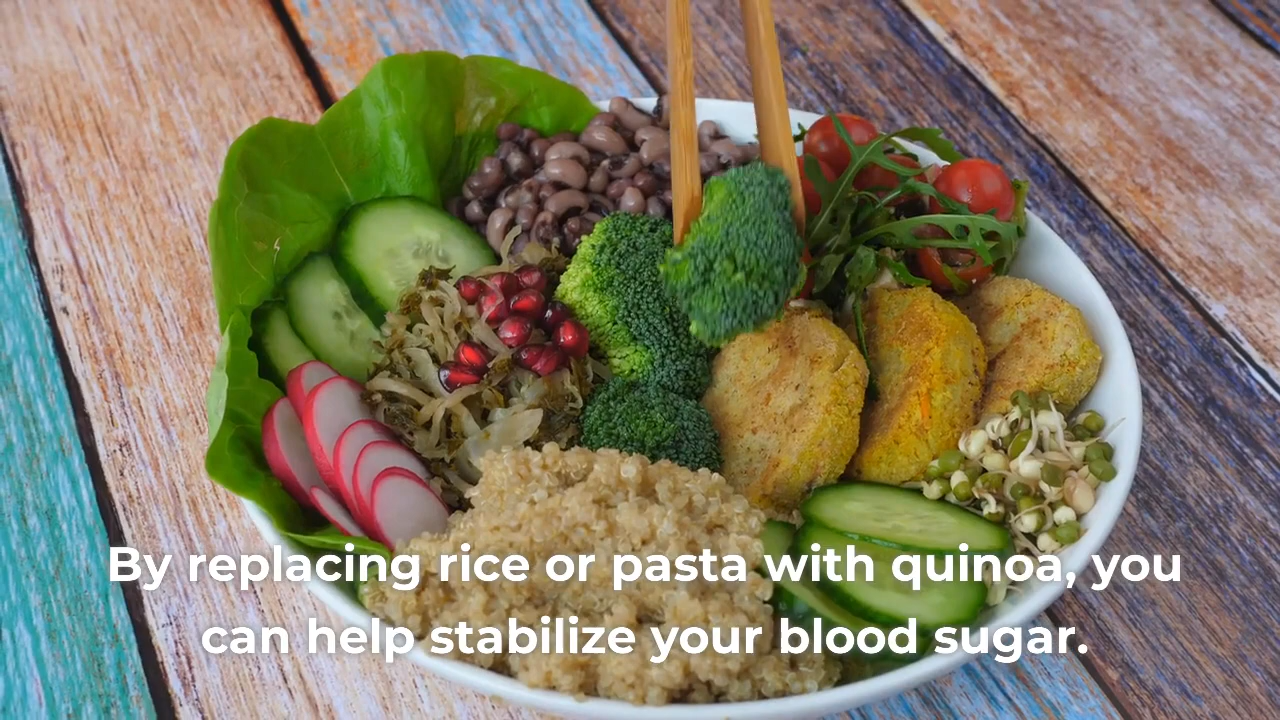 By replacing rice or pasta with quinoa, you
can help stabilize your blood sugar.